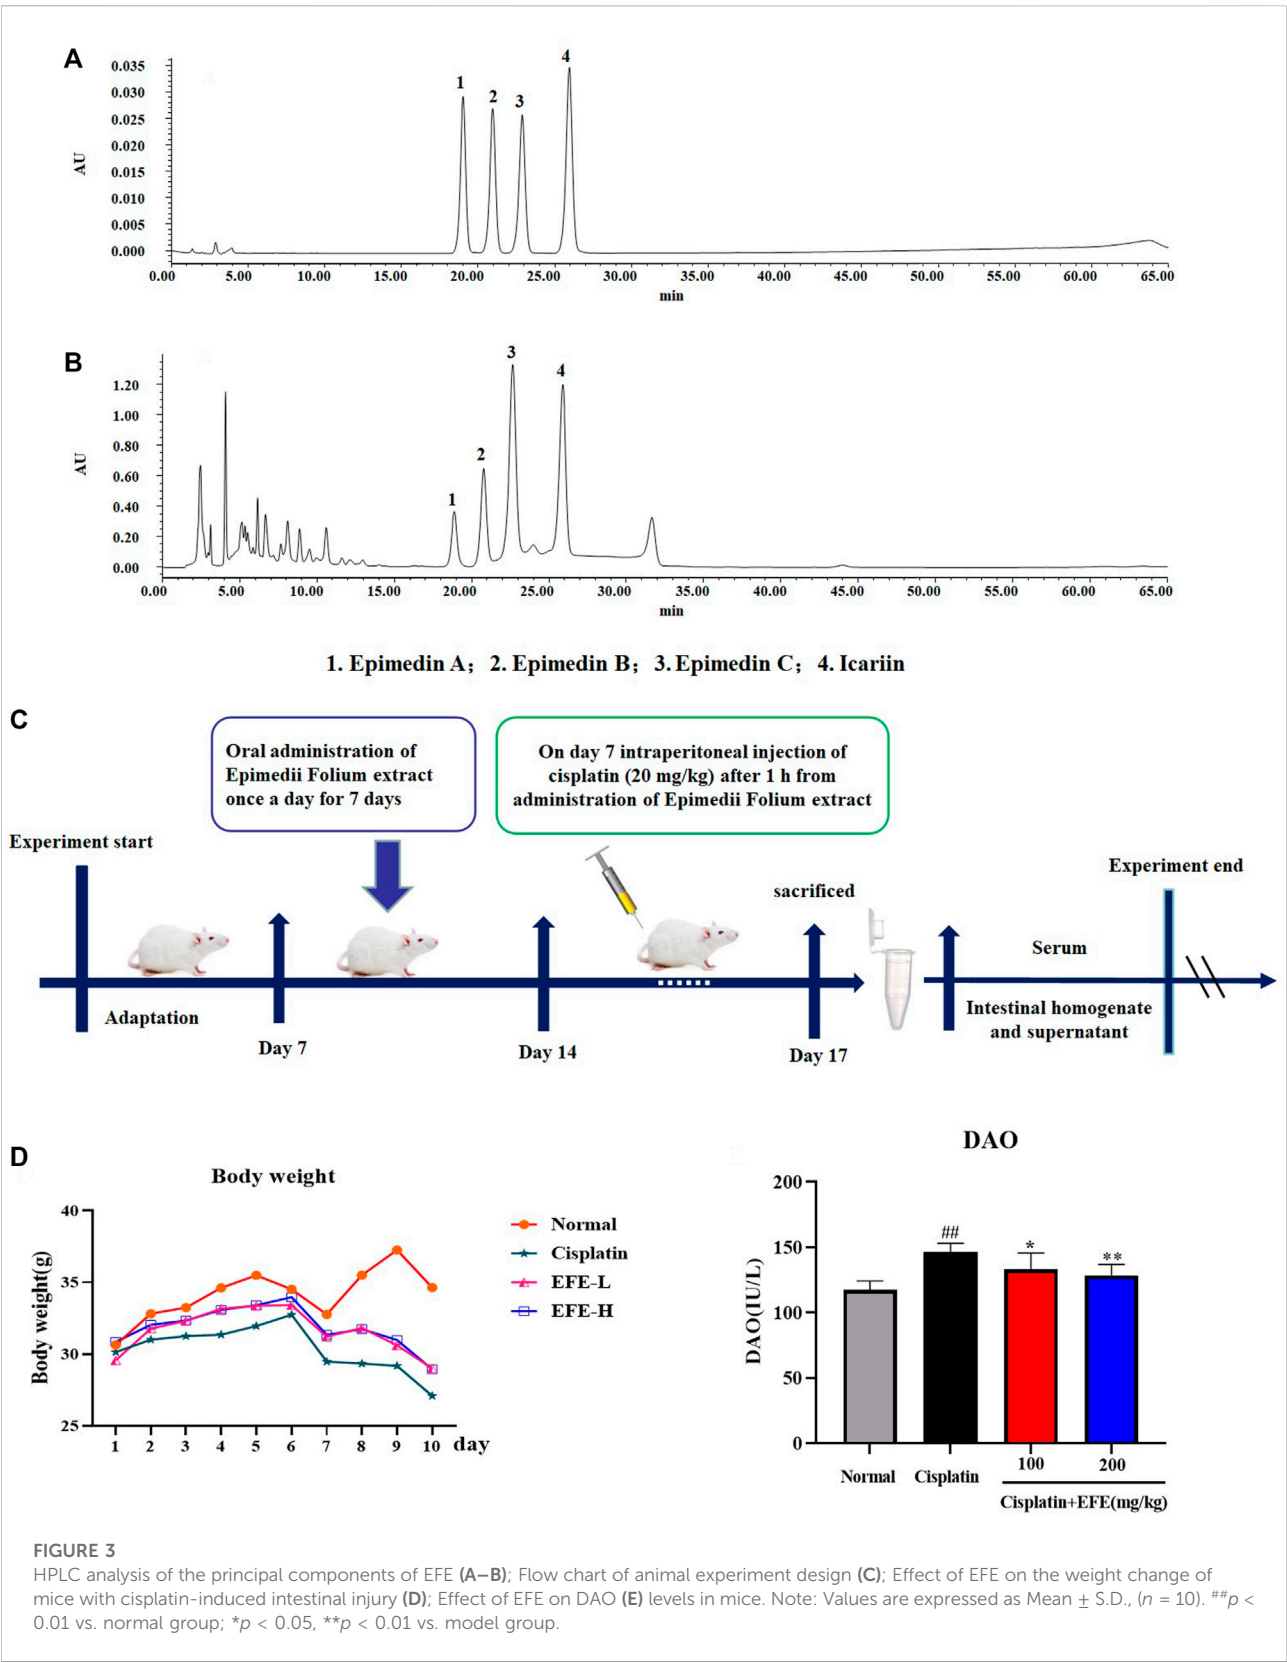 A
0.035
0.030
0.025
0.020
0.015
0.010
0.005
0.000
AU
1
2
3
4
0.00 5.00 10.00 15.00 20.00 25.00 30.00 35.00 40.00 45.00 50.00 55.00 60.00 65.00
min
B
1.20
1.00
0.80
0.60
0.40
0.20
0.00
AU
1
2
3
4
0.00 5.00 10.00 15.00 20.00 25.00 30.00 35.00 40.00 45.00 50.00 55.00 60.00 65.00
min
1. Epimedin A; 2. Epimedin B; 3. Epimedin C; 4. Icariin
C
Oral administration of
Epimedii Folium extract
once a day for 7 days
On day 7 intraperitoneal injection of
cisplatin (20 mg/kg) after 1 h from
administration of Epimedii Folium extract
Experiment start
Adaptation
Day 7
Day 14
sacrificed
Day 17
Experiment end
Serum
Intestinal homogenate
and supernatant
D
Body weight
Body weight(g)
40
35
30
25
1 2 3 4 5 6 7 8 9 10 day
Normal
Cisplatin
EFE-L
EFE-H
E
DAO
DAO(IU/L)
200
150
100
50
0
##
*
**
Normal Cisplatin 100 200
Cisplatin+EFE(mg/kg)
FIGURE 3
HPLC analysis of the principal components of EFE (A–B); Flow chart of animal experiment design (C); Effect of EFE on the weight change of
mice with cisplatin-induced intestinal injury (D); Effect of EFE on DAO (E) levels in mice. Note: Values are expressed as Mean ± S.D., (n = 10). ##p <
0.01 vs. normal group; *p < 0.05, **p < 0.01 vs. model group.